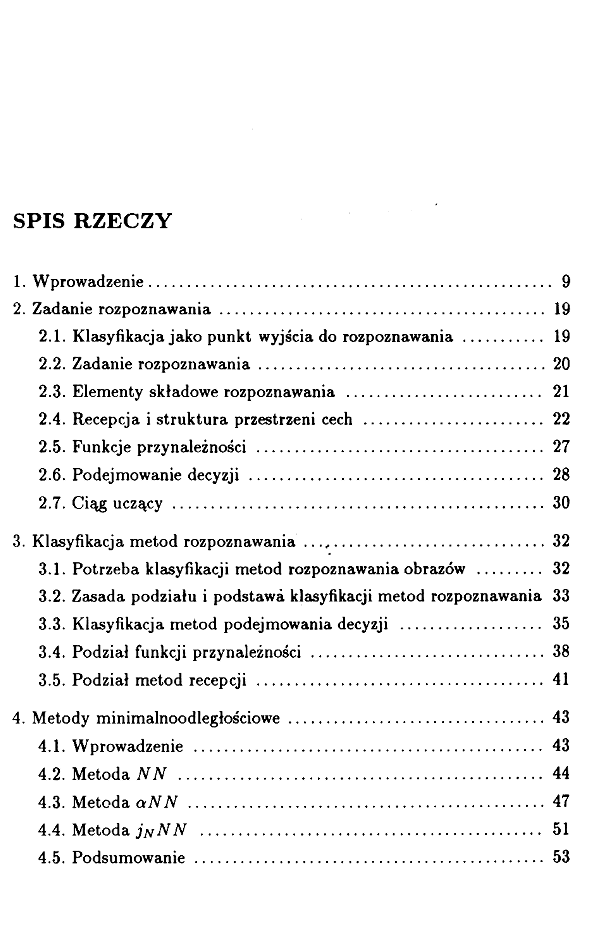 SPIS RZECZY
1. Wprowadzenie .................................................... 9
2. Zadanie rozpoznawania .......................................... 19
2.1. Klasyfikacja jako punkt wyjścia do rozpoznawania ........... 19
2.2. Zadanie rozpoznawania ..................................... 20
2.3. Elementy składowe rozpoznawania .......................... 21
2.4. Recepcja i struktura przestrzeni cech ....................... 22
2.5. Funkcje przynależności ..................................... 27
2.6. Podejmowanie decyzji ...................................... 28
2.7. Ciąg uczący ................................................ 30
3. Klasyfikacja metod rozpoznawania ............................... 32
3.1. Potrzeba klasyfikacji metod rozpoznawania obrazów ......... 32
3.2. Zasada podziału i podstawa klasyfikacji metod rozpoznawania 33
3.3. Klasyfikacja metod podejmowania decyzji ................... 35
3.4. Podział funkcji przynależności .............................. 38
3.5. Podział metod recepcji ..................................... 41
4. Metody minimalnoodległościowe ................................. 43
4.1. Wprowadzenie ............................................. 43
4.2. Metoda NN ............................................... 44
4.3. Metoda αNN .............................................. 47
4.4. Metoda j_N NN ............................................ 51
4.5. Podsumowanie ............................................. 53